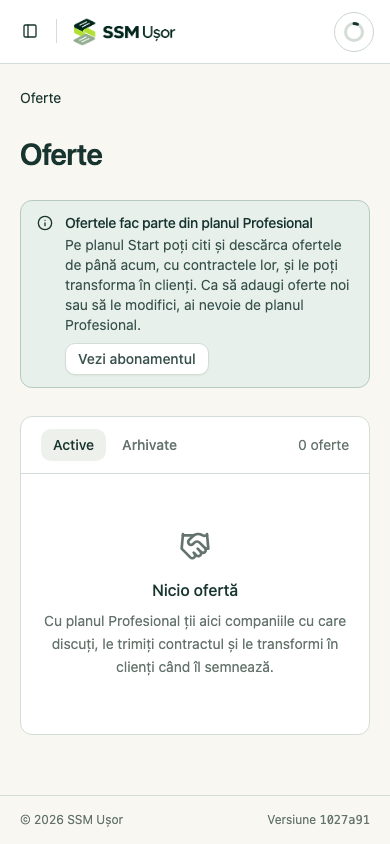 SSM Ușor
Oferte
Oferte
Ofertele fac parte din planul Profesional
Pe planul Start poți citi și descărca ofertele
de până acum, cu contractele lor, și le poți
transforma în clienți. Ca să adaugi oferte noi
sau să le modifici, ai nevoie de planul
Profesional.
Vezi abonamentul
Active Arhivate 0 oferte
Nicio ofertă
Cu planul Profesional ții aici companiile cu care
discuți, le trimiți contractul și le transformi în
clienți când îl semnează.
© 2026 SSM Ușor Versiune 1027a91